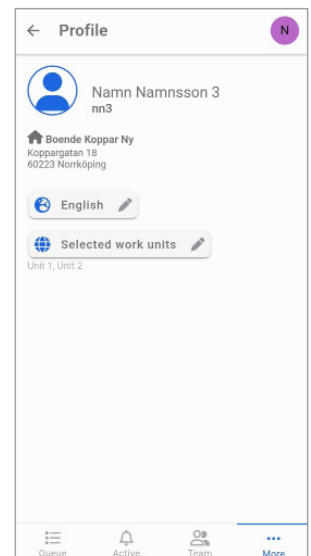 Profile
N
Namn Namnsson 3
nn3
Boende Koppar Ny
Koppargatan 18
60223 Norrköping
English
Selected work units
Unit 1, Unit 2
Queue
Active
Team
More